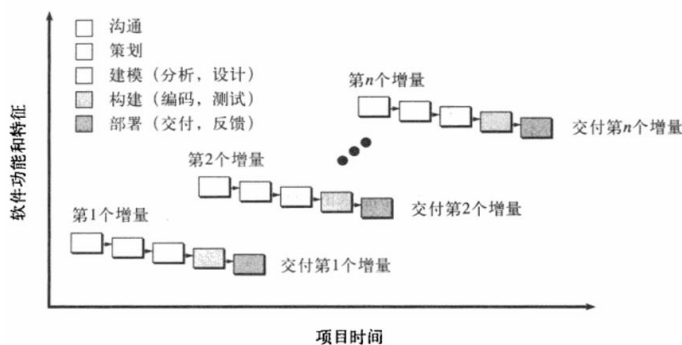 沟通
策划
建模（分析，设计）
构建（编码，测试）
部署（交付，反馈）
第n个增量
交付第n个增量
第2个增量
交付第2个增量
第1个增量
交付第1个增量
软件功能和特征
项目时间